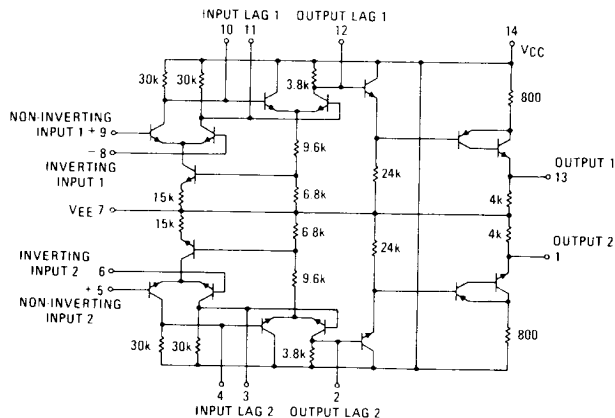 INPUT LAG 1 OUTPUT LAG 1
10 11 12 14
VCC
30k 30k 3.8k 800
NON-INVERTING
INPUT 1 + 9
− 8
INVERTING
INPUT 1
9.6k
24k
OUTPUT 1
13
15k 6.8k 4k
VEE 7
15k 6.8k 24k 4k
INVERTING
INPUT 2
6
OUTPUT 2
1
9.6k
+ 5
NON-INVERTING
INPUT 2
30k 30k 3.8k 800
4 3 2
INPUT LAG 2 OUTPUT LAG 2